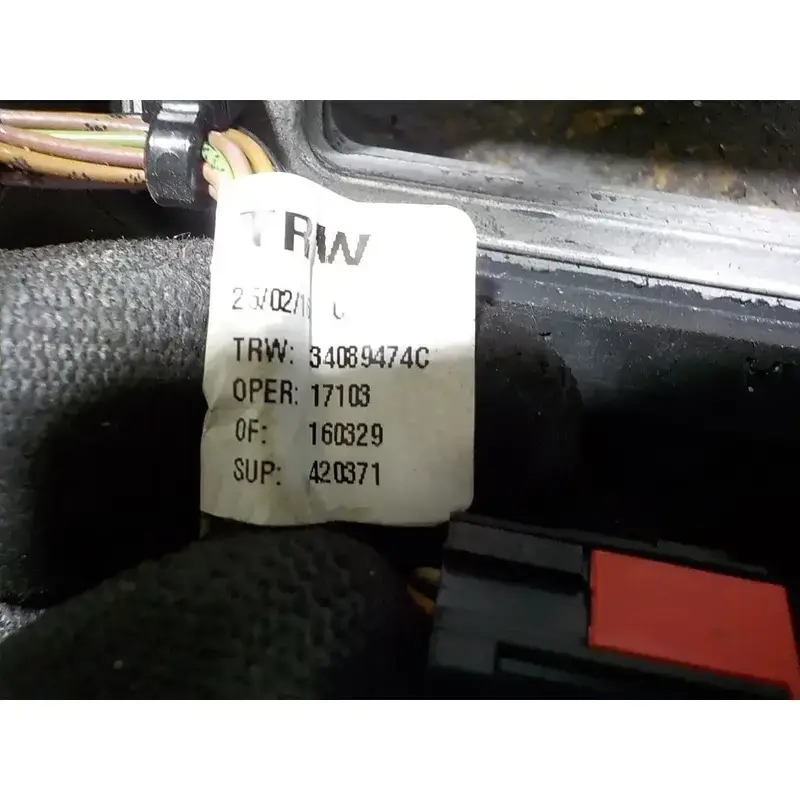 TRW
TRW: 34089474C
OPER: 17103
OF: 160329
SUP: 420371